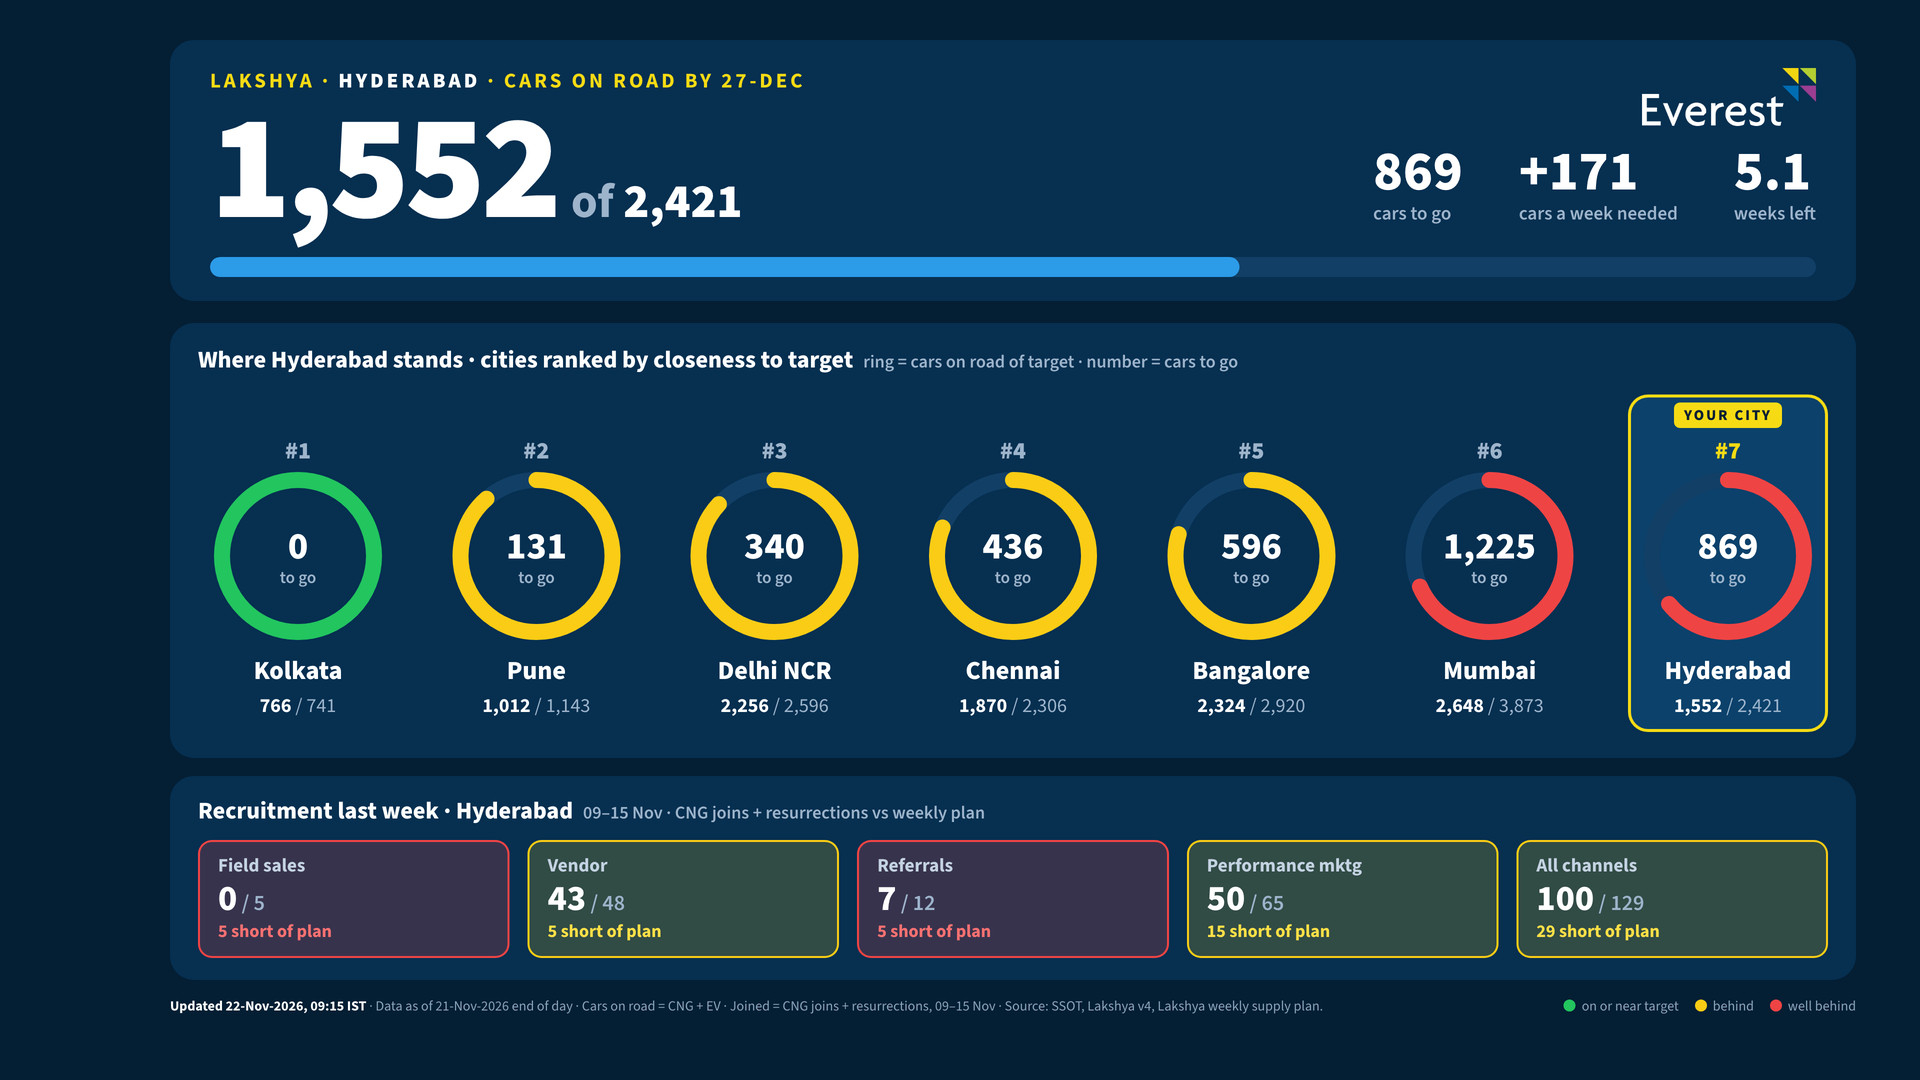 LAKSHYA · HYDERABAD · CARS ON ROAD BY 27-DEC
Everest
1,552 of 2,421
869
cars to go
+171
cars a week needed
5.1
weeks left
Where Hyderabad stands · cities ranked by closeness to target ring = cars on road of target · number = cars to go
#1
0
to go
Kolkata
766 / 741
#2
131
to go
Pune
1,012 / 1,143
#3
340
to go
Delhi NCR
2,256 / 2,596
#4
436
to go
Chennai
1,870 / 2,306
#5
596
to go
Bangalore
2,324 / 2,920
#6
1,225
to go
Mumbai
2,648 / 3,873
YOUR CITY
#7
869
to go
Hyderabad
1,552 / 2,421
Recruitment last week · Hyderabad 09–15 Nov · CNG joins + resurrections vs weekly plan
Field sales
0 / 5
5 short of plan
Vendor
43 / 48
5 short of plan
Referrals
7 / 12
5 short of plan
Performance mktg
50 / 65
15 short of plan
All channels
100 / 129
29 short of plan
Updated 22-Nov-2026, 09:15 IST · Data as of 21-Nov-2026 end of day · Cars on road = CNG + EV · Joined = CNG joins + resurrections, 09–15 Nov · Source: SSOT, Lakshya v4, Lakshya weekly supply plan.
on or near target
behind
well behind